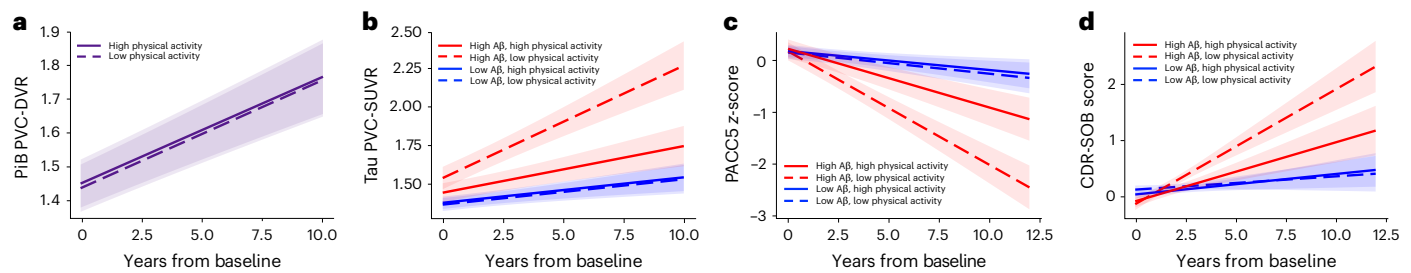 a
PiB PVC-DVR
1.9
1.8
1.7
1.6
1.5
1.4
High physical activity
Low physical activity
0
2.5
5.0
7.5
10.0
Years from baseline
b
Tau PVC-SUVR
2.50
2.25
2.00
1.75
1.50
High Aβ, high physical activity
High Aβ, low physical activity
Low Aβ, high physical activity
Low Aβ, low physical activity
0
2.5
5.0
7.5
10.0
Years from baseline
c
PACC5 z-score
0
−1
−2
−3
High Aβ, high physical activity
High Aβ, low physical activity
Low Aβ, high physical activity
Low Aβ, low physical activity
0
2.5
5.0
7.5
10.0
12.5
Years from baseline
d
CDR-SOB score
2
1
0
High Aβ, high physical activity
High Aβ, low physical activity
Low Aβ, high physical activity
Low Aβ, low physical activity
0
2.5
5.0
7.5
10.0
12.5
Years from baseline